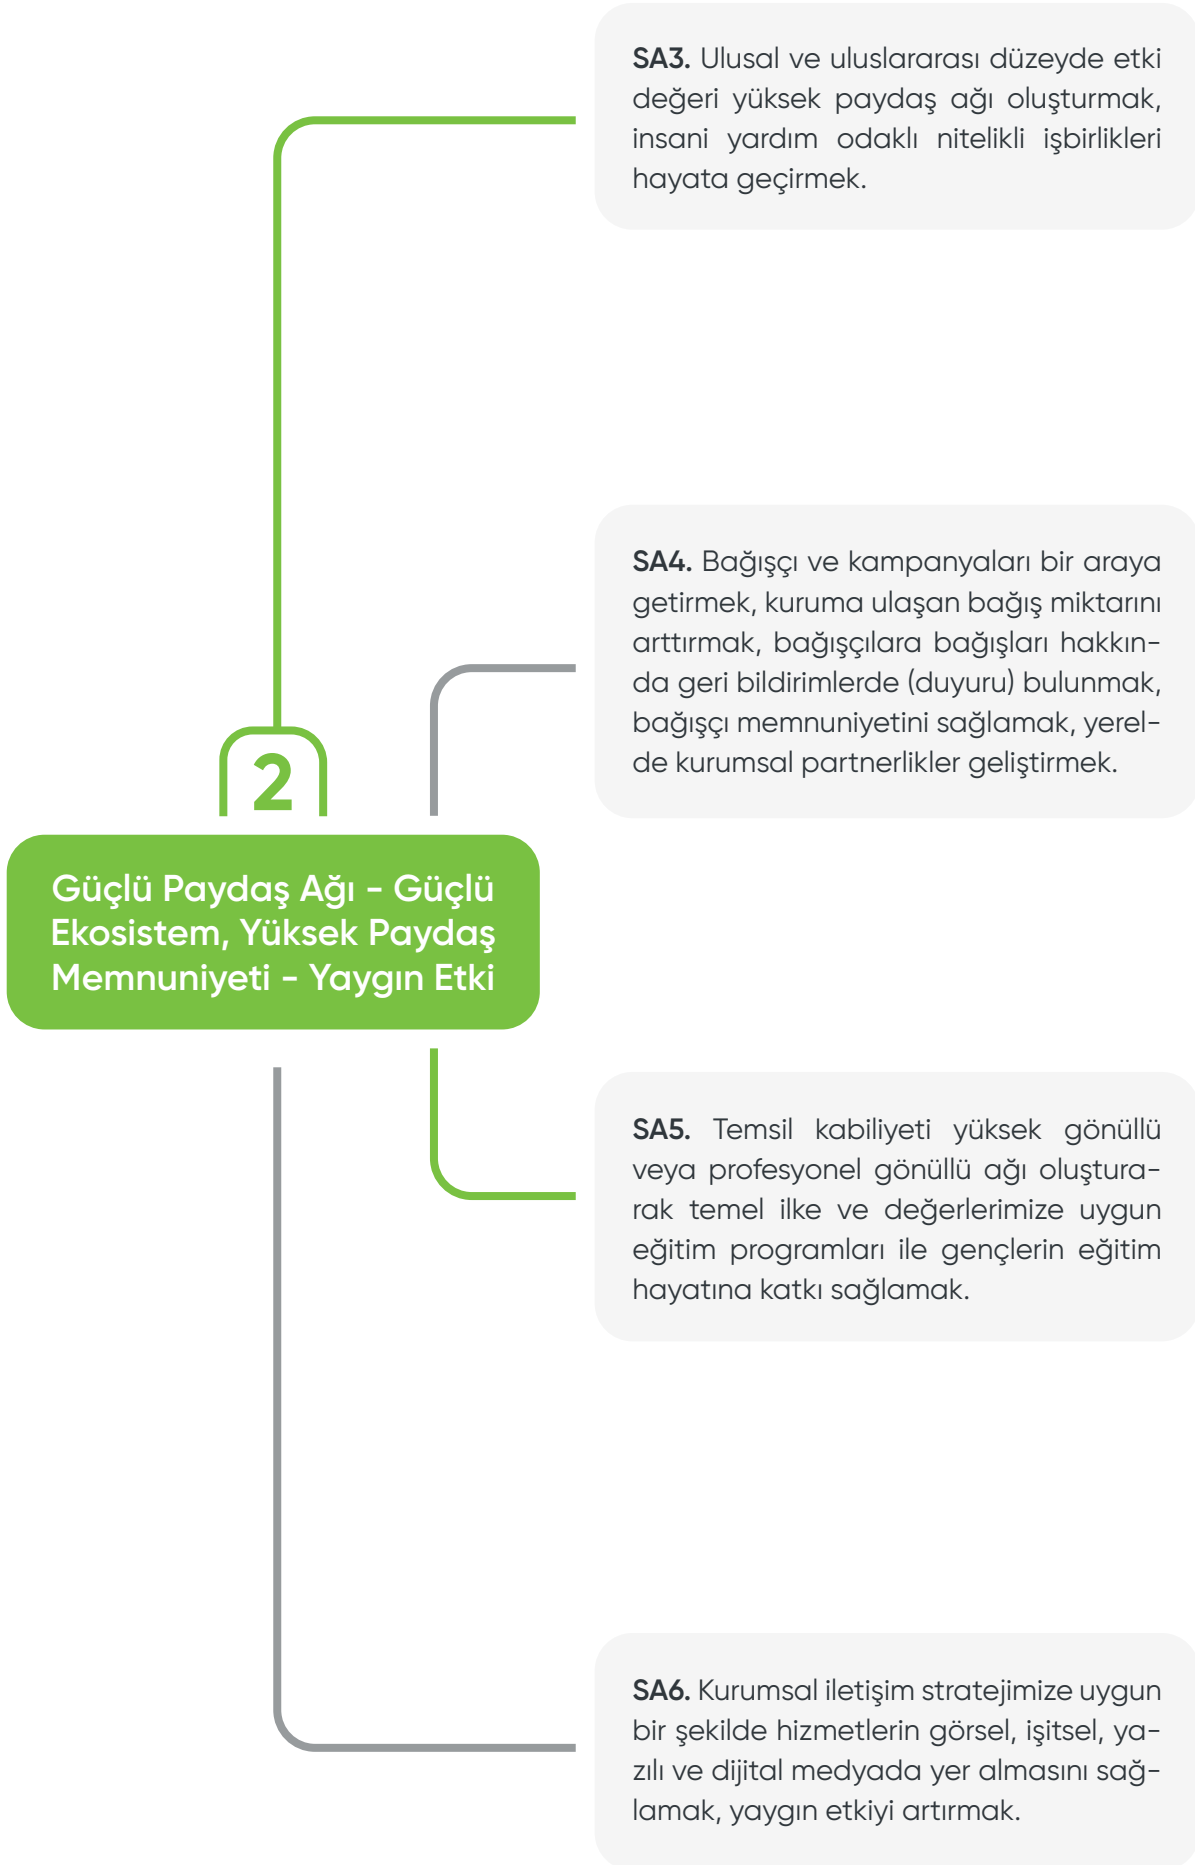 2
Güçlü Paydaş Ağı - Güçlü
Ekosistem, Yüksek Paydaş
Memnuniyeti - Yaygın Etki
SA3. Ulusal ve uluslararası düzeyde etki
değeri yüksek paydaş ağı oluşturmak,
insani yardım odaklı nitelikli işbirlikleri
hayata geçirmek.
SA4. Bağışçı ve kampanyaları bir araya
getirmek, kuruma ulaşan bağış miktarını
arttırmak, bağışçılara bağışları hakkın-
da geri bildirimlerde (duyuru) bulunmak,
bağışçı memnuniyetini sağlamak, yerel-
de kurumsal partnerlikler geliştirmek.
SA5. Temsil kabiliyeti yüksek gönüllü
veya profesyonel gönüllü ağı oluştura-
rak temel ilke ve değerlerimize uygun
eğitim programları ile gençlerin eğitim
hayatına katkı sağlamak.
SA6. Kurumsal iletişim stratejimize uygun
bir şekilde hizmetlerin görsel, işitsel, ya-
zılı ve dijital medyada yer almasını sağ-
lamak, yaygın etkiyi artırmak.